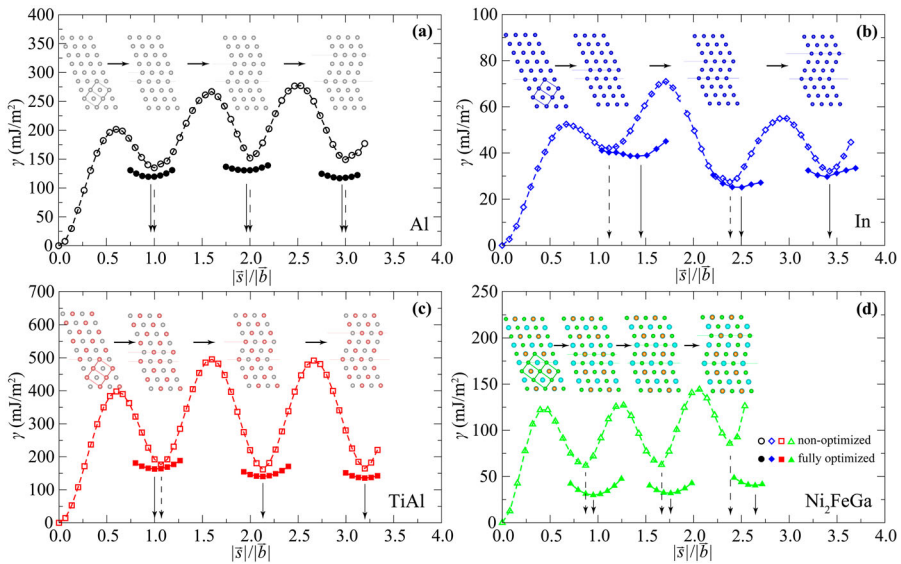 (a)
γ (mJ/m²)
400
350
300
250
200
150
100
50
0
Al
0.0 0.5 1.0 1.5 2.0 2.5 3.0 3.5
|s̅|/|b̅|
(b)
γ (mJ/m²)
100
80
60
40
20
0
In
0.0 0.5 1.0 1.5 2.0 2.5 3.0 3.5 4.0
|s̅|/|b̅|
(c)
γ (mJ/m²)
700
600
500
400
300
200
100
0
TiAl
0.0 0.5 1.0 1.5 2.0 2.5 3.0 3.5
|s̅|/|b̅|
(d)
γ (mJ/m²)
250
200
150
100
50
0
non-optimized
fully optimized
Ni₂FeGa
0.0 0.5 1.0 1.5 2.0 2.5 3.0 3.5 4.0
|s̅|/|b̅|